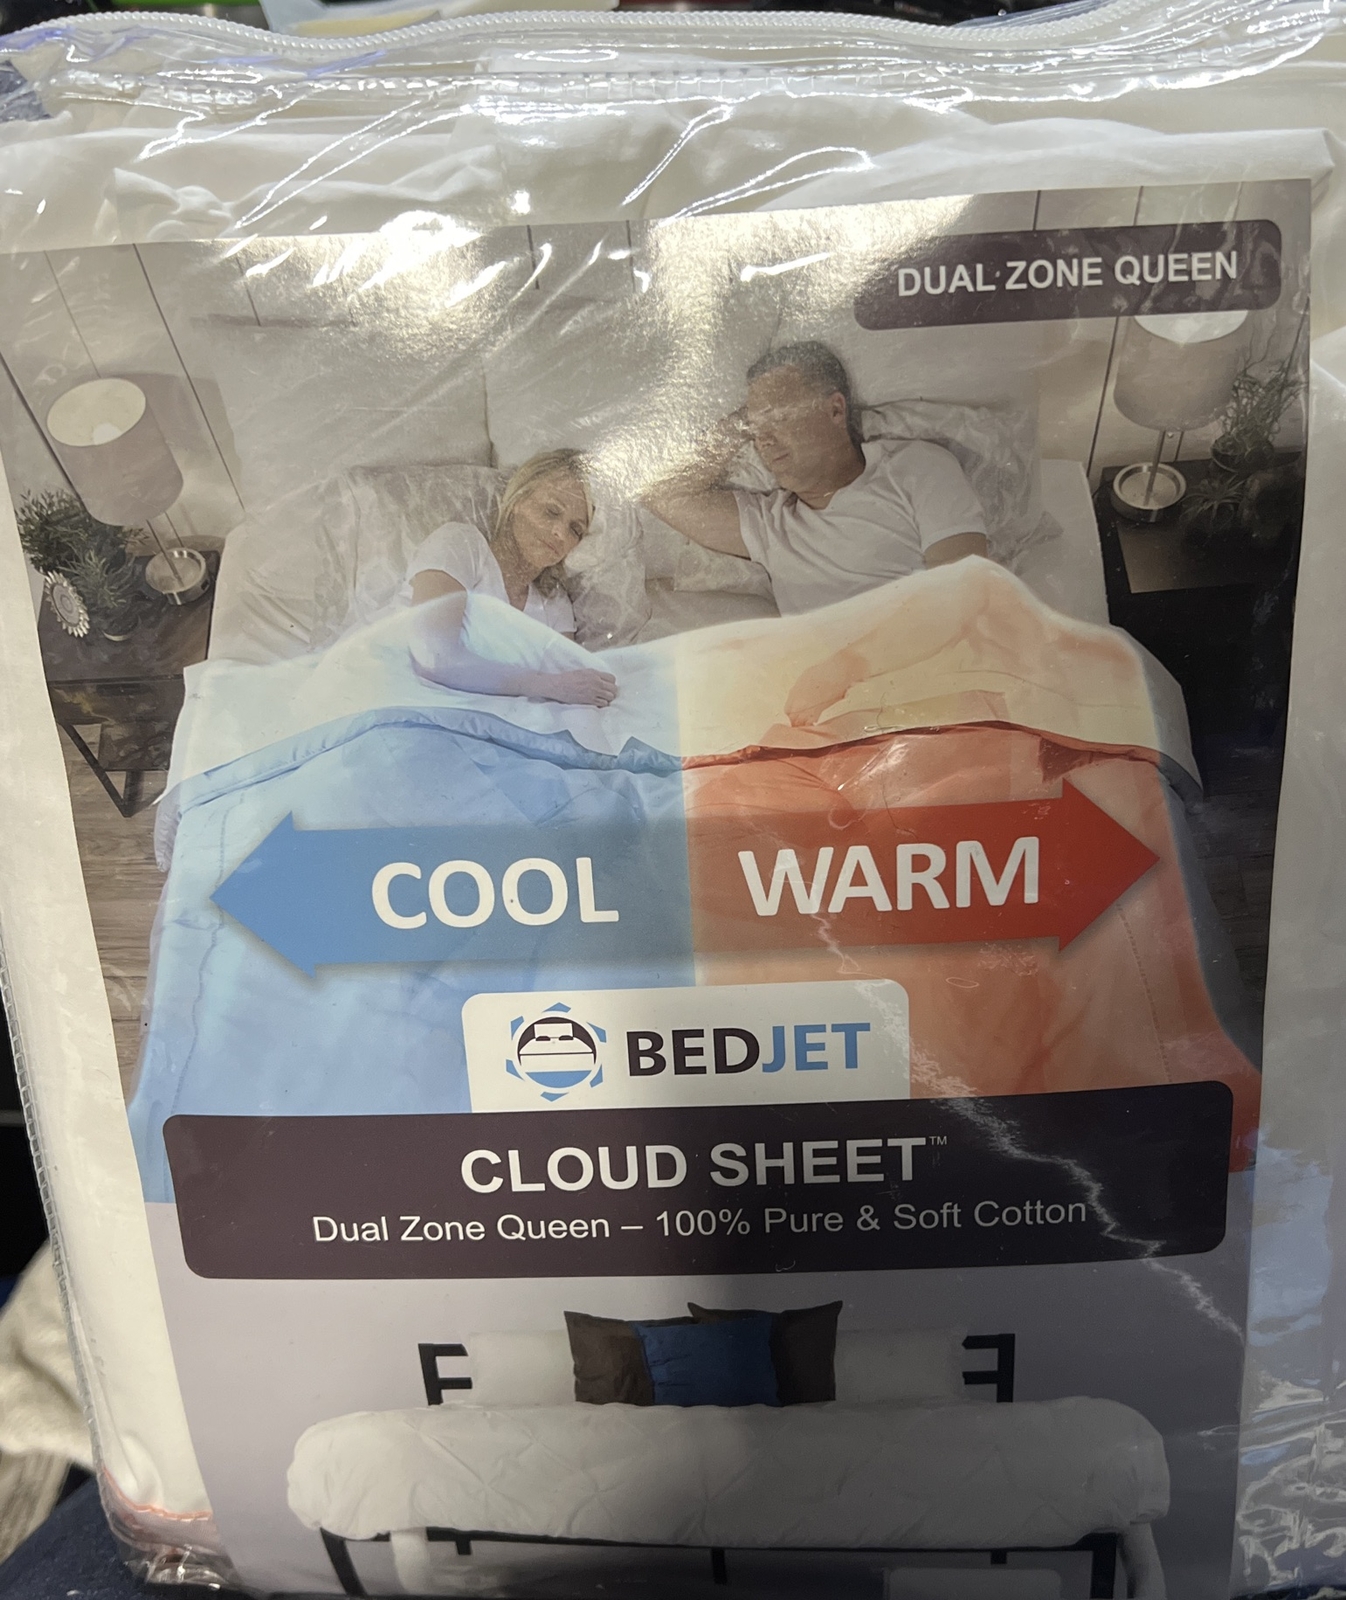 DUAL ZONE QUEEN
COOL
WARM
BEDJET
CLOUD SHEET™
Dual Zone Queen – 100% Pure & Soft Cotton